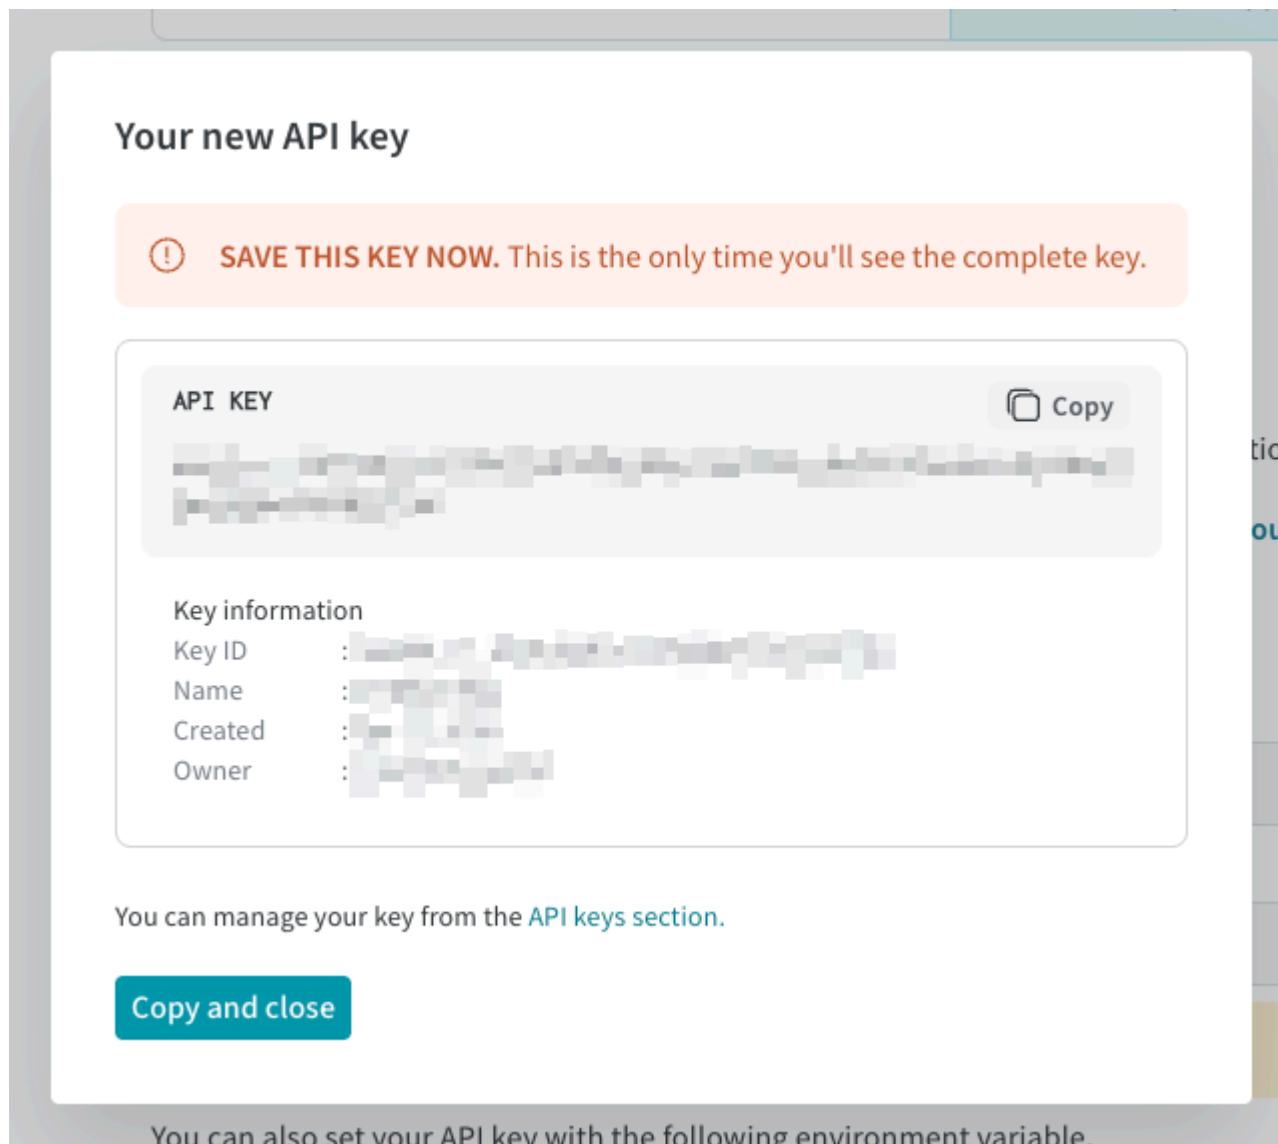 Your new API key
SAVE THIS KEY NOW. This is the only time you'll see the complete key.
API KEY
Copy
Key information
Key ID :
Name :
Created :
Owner :
You can manage your key from the API keys section.
Copy and close
You can also set your API key with the following environment variable